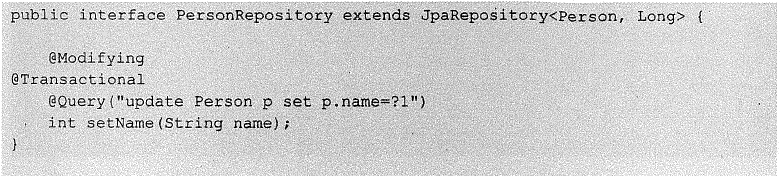 public interface PersonRepository extends JpaRepository<Person, Long> {
@Modifying
@Transactional
@Query("update Person p set p.name=?1")
int setName(String name);
}